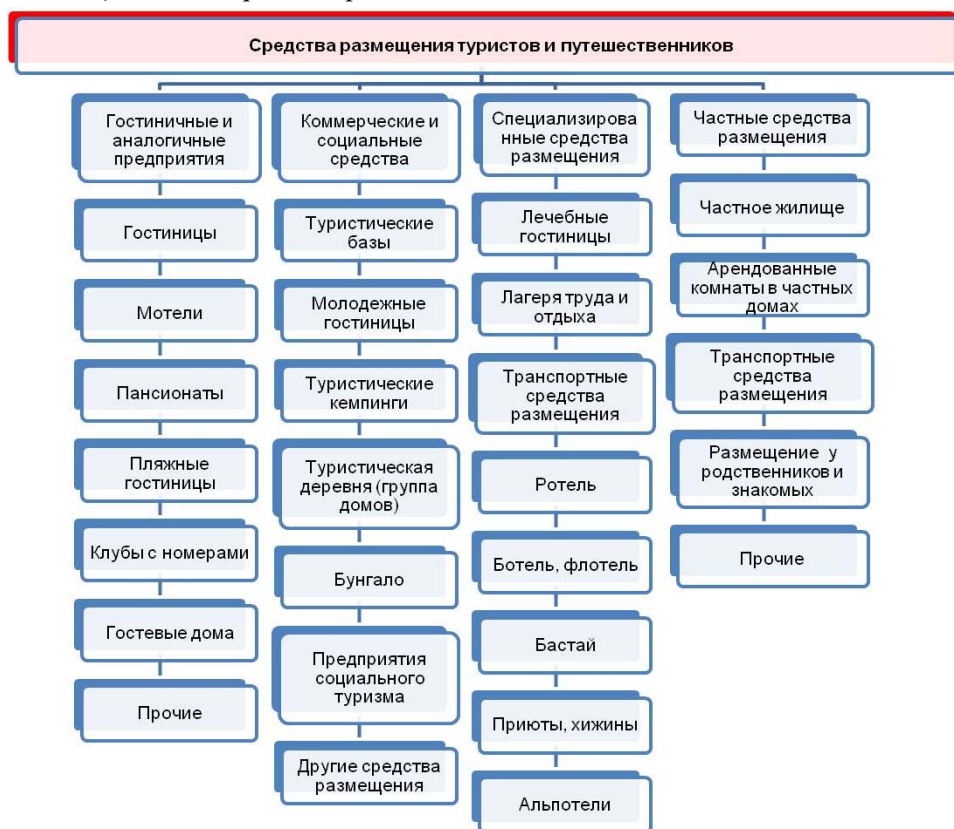 Средства размещения туристов и путешественников
Гостиничные и
аналогичные
предприятия
Гостиницы
Мотели
Пансионаты
Пляжные
гостиницы
Клубы с номерами
Гостевые дома
Прочие
Коммерческие и
социальные
средства
Туристические
базы
Молодежные
гостиницы
Туристические
кемпинги
Туристическая
деревня (группа
домов)
Бунгало
Предприятия
социального
туризма
Другие средства
размещения
Специализирова
нные средства
размещения
Лечебные
гостиницы
Лагеря труда и
отдыха
Транспортные
средства
размещения
Ротель
Ботель, флотель
Бастай
Приюты, хижины
Альпотели
Частные средства
размещения
Частное жилище
Арендованные
комнаты в частных
домах
Транспортные
средства
размещения
Размещение у
родственников и
знакомых
Прочие